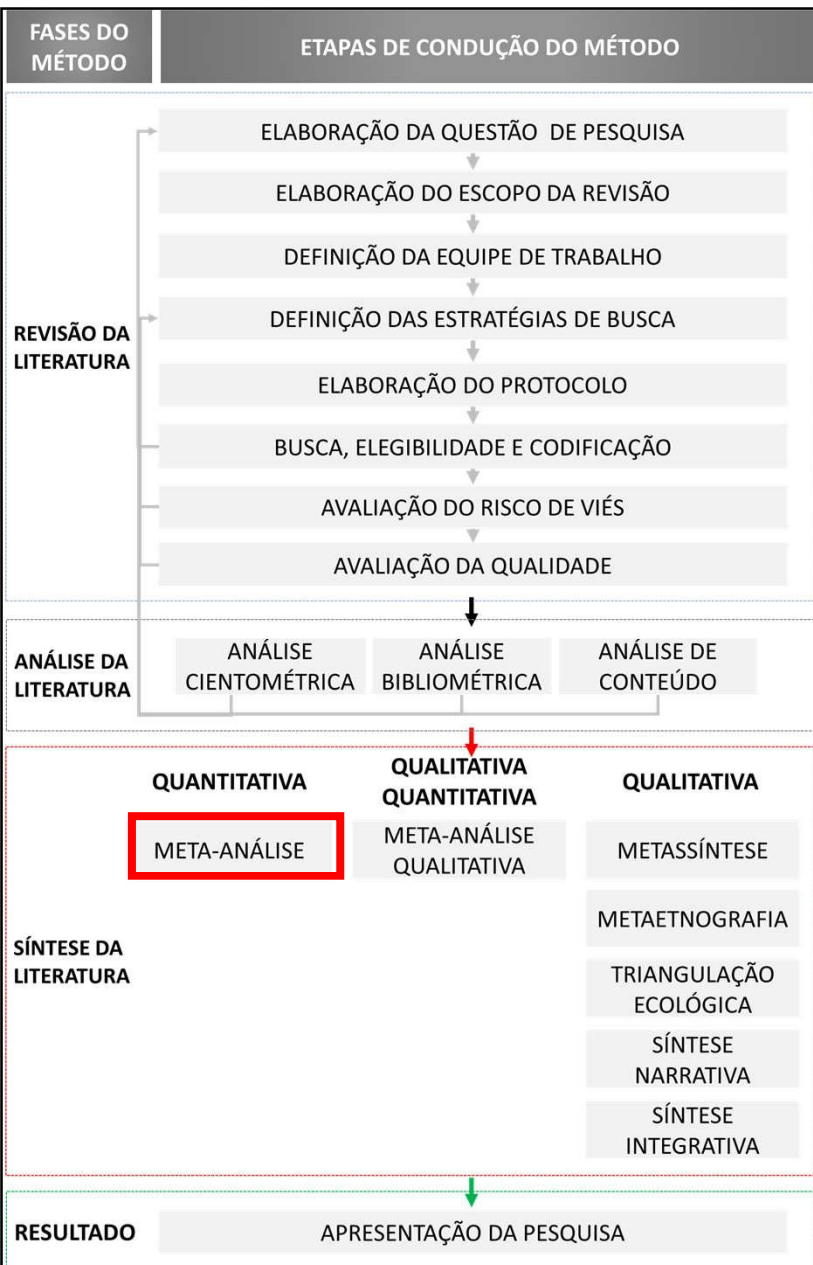 FASES DO
MÉTODO
ETAPAS DE CONDUÇÃO DO MÉTODO
REVISÃO DA
LITERATURA
ELABORAÇÃO DA QUESTÃO DE PESQUISA
ELABORAÇÃO DO ESCOPO DA REVISÃO
DEFINIÇÃO DA EQUIPE DE TRABALHO
DEFINIÇÃO DAS ESTRATÉGIAS DE BUSCA
ELABORAÇÃO DO PROTOCOLO
BUSCA, ELEGIBILIDADE E CODIFICAÇÃO
AVALIAÇÃO DO RISCO DE VIÉS
AVALIAÇÃO DA QUALIDADE
ANÁLISE DA
LITERATURA
ANÁLISE
CIENTOMÉTRICA
ANÁLISE
BIBLIOMÉTRICA
ANÁLISE DE
CONTEÚDO
SÍNTESE DA
LITERATURA
QUANTITATIVA
META-ANÁLISE
QUALITATIVA
QUANTITATIVA
META-ANÁLISE
QUALITATIVA
QUALITATIVA
METASSÍNTESE
METAETNOGRAFIA
TRIANGULAÇÃO
ECOLÓGICA
SÍNTESE
NARRATIVA
SÍNTESE
INTEGRATIVA
RESULTADO
APRESENTAÇÃO DA PESQUISA